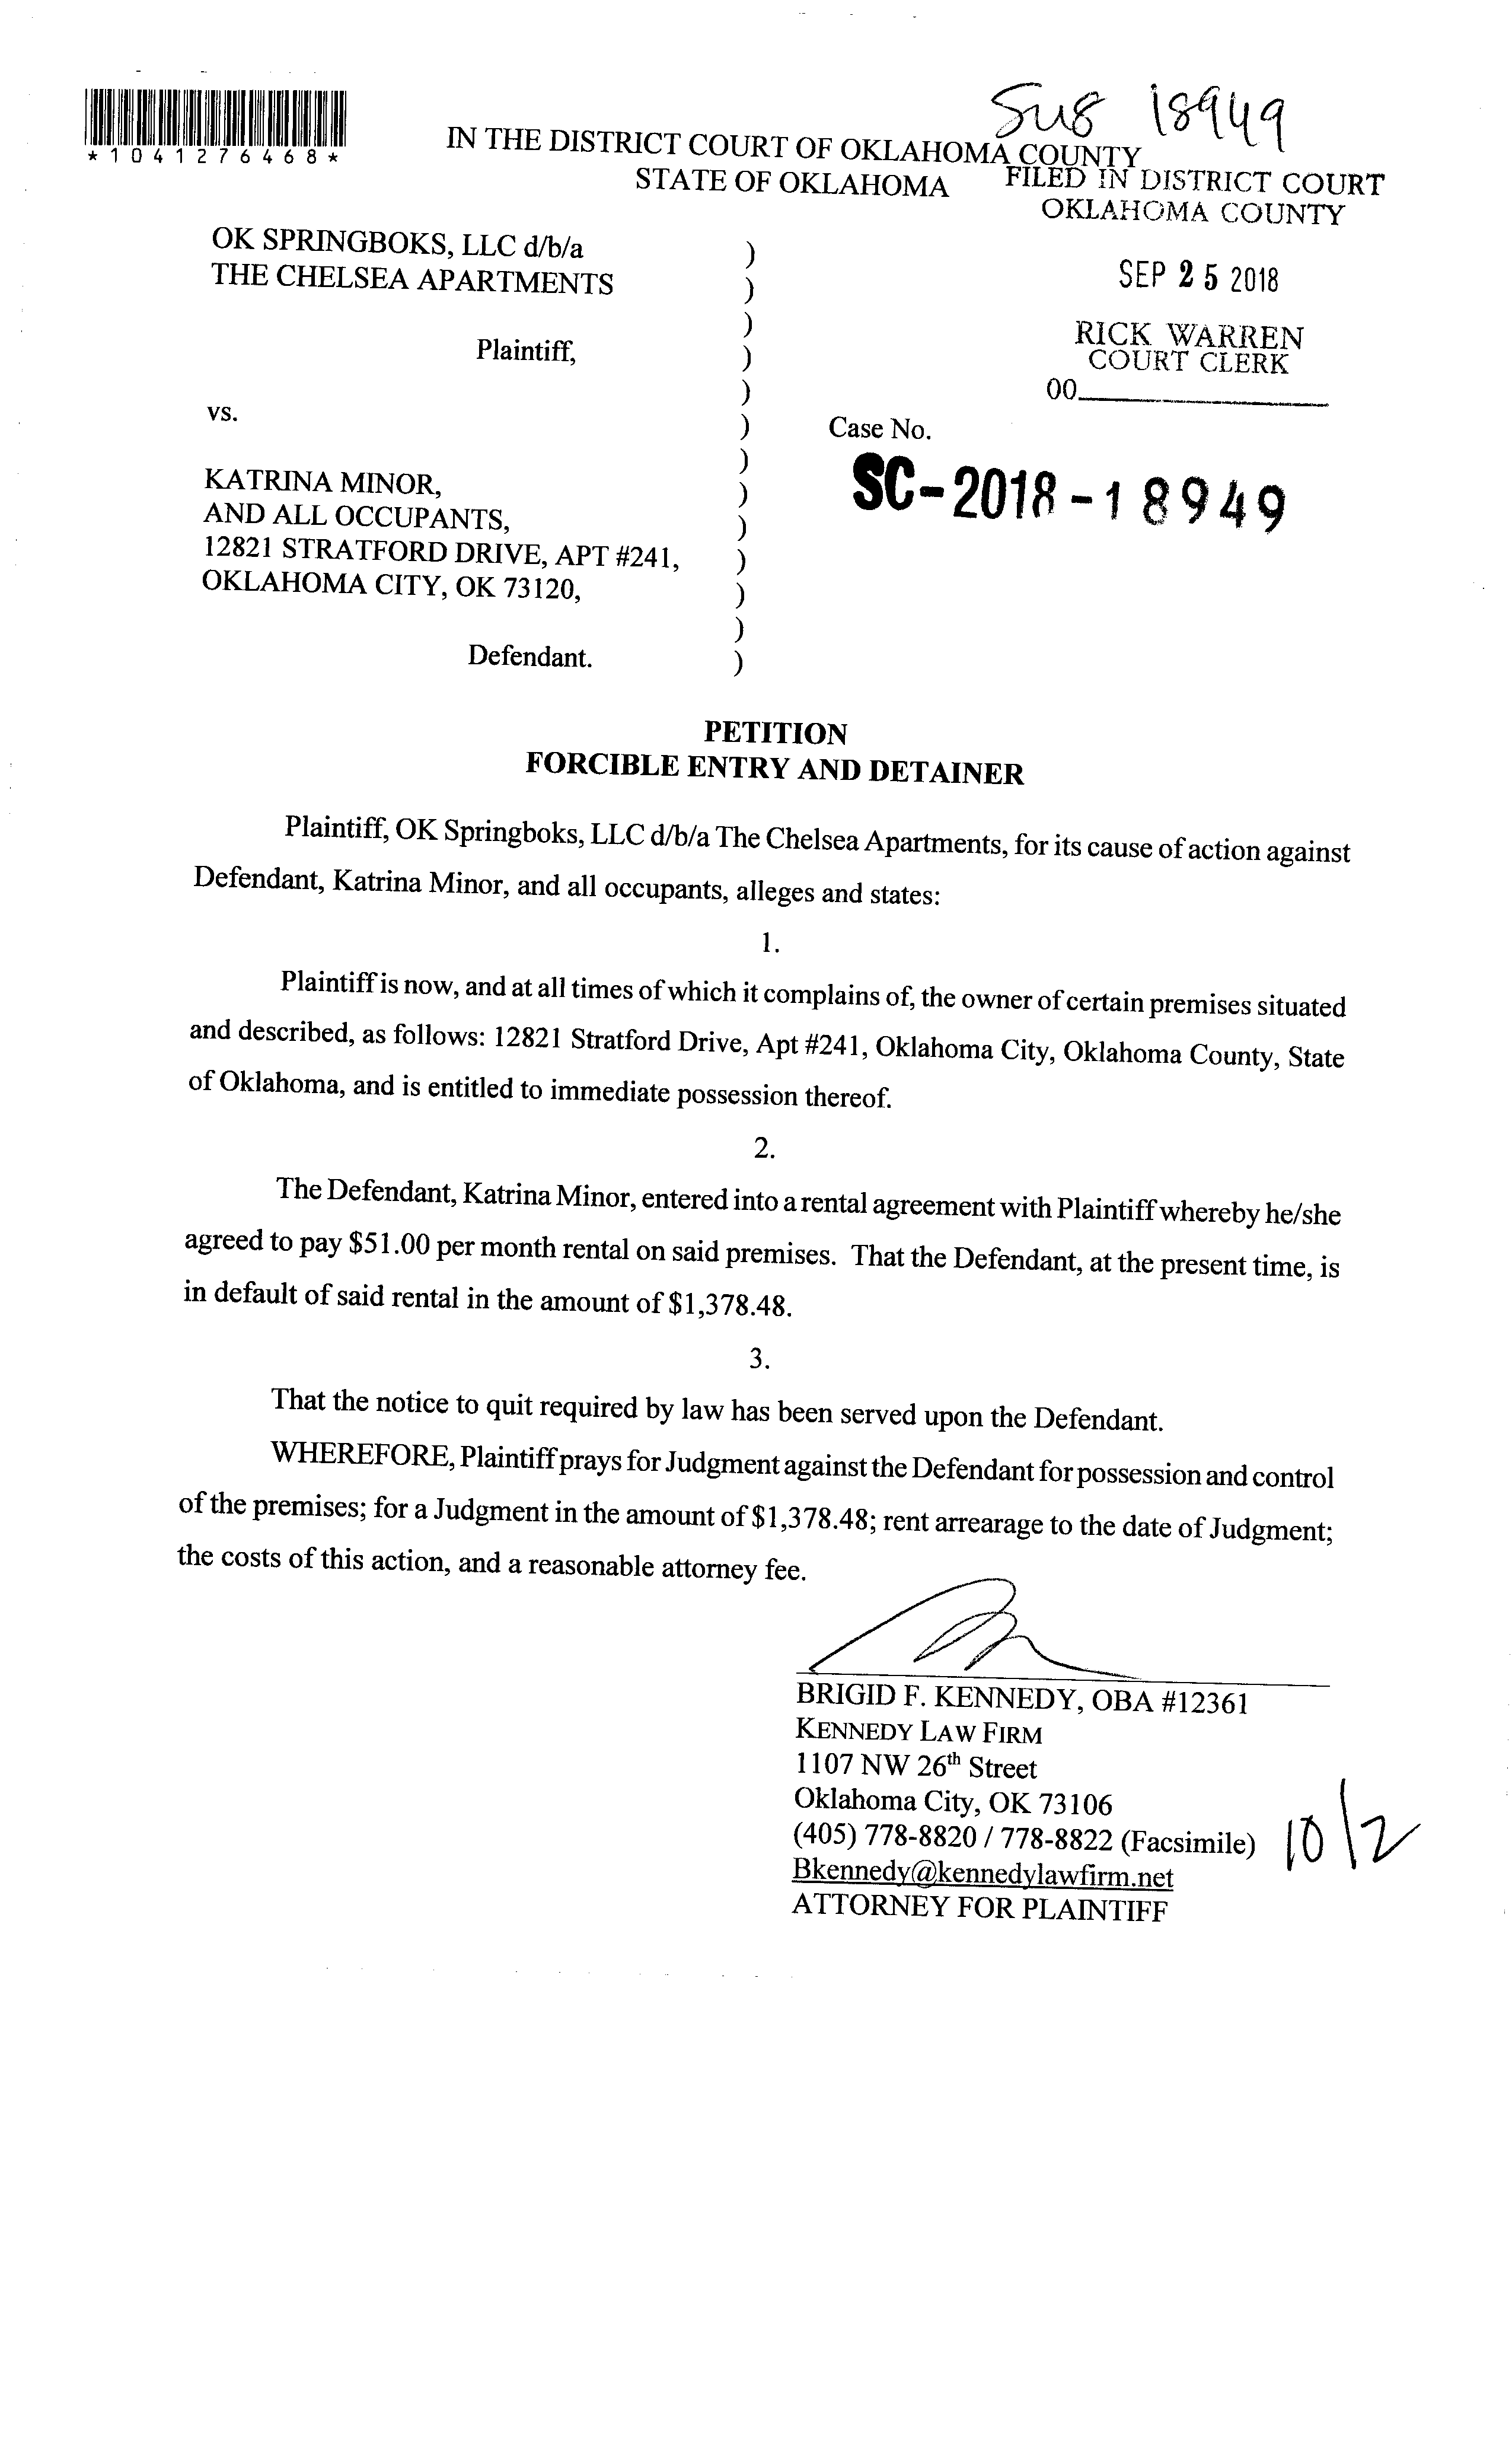 SU8 18949
*1041276468*
IN THE DISTRICT COURT OF OKLAHOMA COUNTY
STATE OF OKLAHOMA
FILED IN DISTRICT COURT
OKLAHOMA COUNTY
SEP 25 2018
RICK WARREN
COURT CLERK
00
OK SPRINGBOKS, LLC d/b/a )
THE CHELSEA APARTMENTS )
)
Plaintiff, )
)
vs. )
)
KATRINA MINOR, )
AND ALL OCCUPANTS, )
12821 STRATFORD DRIVE, APT #241, )
OKLAHOMA CITY, OK 73120, )
)
Defendant. )
Case No.
SC-2018-18949
PETITION
FORCIBLE ENTRY AND DETAINER
Plaintiff, OK Springboks, LLC d/b/a The Chelsea Apartments, for its cause of action against
Defendant, Katrina Minor, and all occupants, alleges and states:
1.
Plaintiff is now, and at all times of which it complains of, the owner of certain premises situated
and described, as follows: 12821 Stratford Drive, Apt #241, Oklahoma City, Oklahoma County, State
of Oklahoma, and is entitled to immediate possession thereof.
2.
The Defendant, Katrina Minor, entered into a rental agreement with Plaintiff whereby he/she
agreed to pay $51.00 per month rental on said premises. That the Defendant, at the present time, is
in default of said rental in the amount of $1,378.48.
3.
That the notice to quit required by law has been served upon the Defendant.
WHEREFORE, Plaintiff prays for Judgment against the Defendant for possession and control
of the premises; for a Judgment in the amount of $1,378.48; rent arrearage to the date of Judgment;
the costs of this action, and a reasonable attorney fee.
BRIGID F. KENNEDY, OBA #12361
KENNEDY LAW FIRM
1107 NW 26th Street
Oklahoma City, OK 73106
(405) 778-8820 / 778-8822 (Facsimile)
Bkennedy@kennedylawfirm.net
ATTORNEY FOR PLAINTIFF
10/2